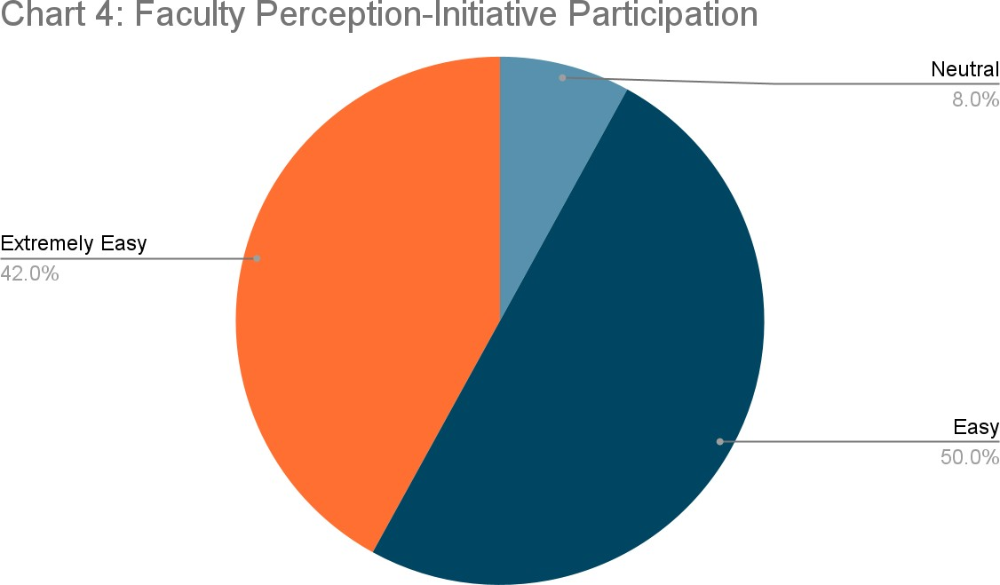 Chart 4: Faculty Perception-Initiative Participation
Neutral
8.0%
Extremely Easy
42.0%
Easy
50.0%